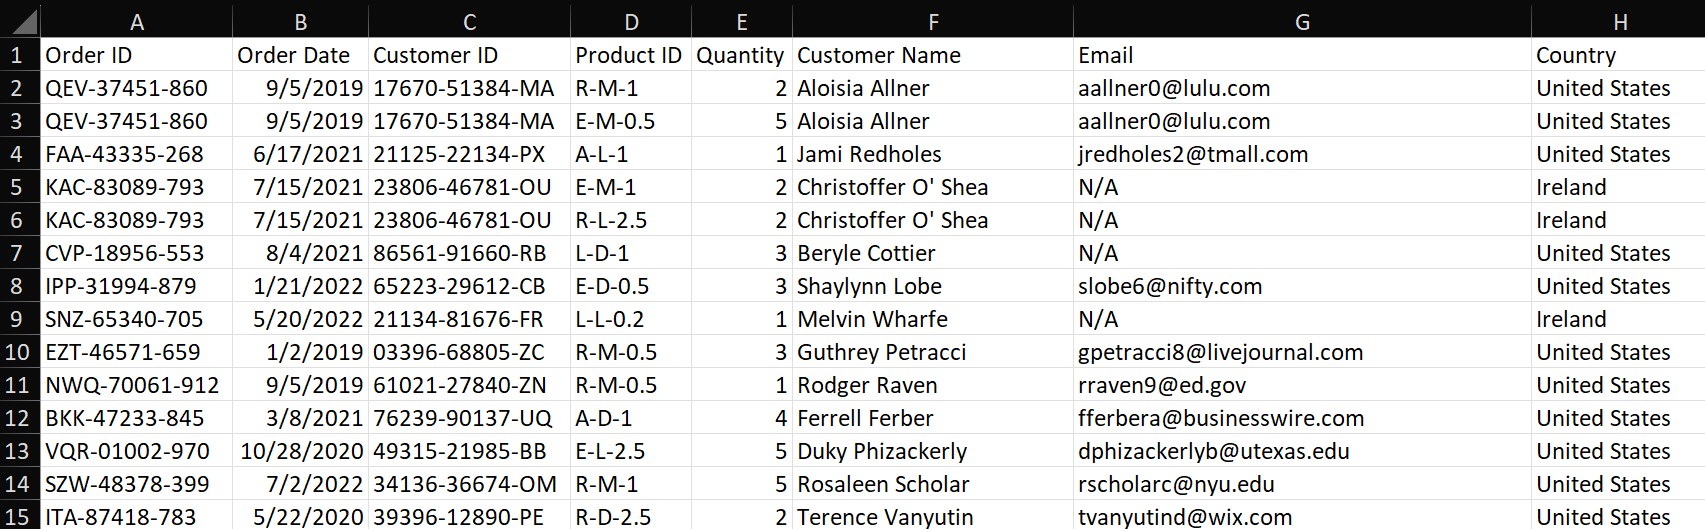 A B C D E F G H
1 Order ID Order Date Customer ID Product ID Quantity Customer Name Email Country
2 QEV-37451-860 9/5/2019 17670-51384-MA R-M-1 2 Aloisia Allner aallner0@lulu.com United States
3 QEV-37451-860 9/5/2019 17670-51384-MA E-M-0.5 5 Aloisia Allner aallner0@lulu.com United States
4 FAA-43335-268 6/17/2021 21125-22134-PX A-L-1 1 Jami Redholes jredholes2@tmall.com United States
5 KAC-83089-793 7/15/2021 23806-46781-OU E-M-1 2 Christoffer O' Shea N/A Ireland
6 KAC-83089-793 7/15/2021 23806-46781-OU R-L-2.5 2 Christoffer O' Shea N/A Ireland
7 CVP-18956-553 8/4/2021 86561-91660-RB L-D-1 3 Beryle Cottier N/A United States
8 IPP-31994-879 1/21/2022 65223-29612-CB E-D-0.5 3 Shaylynn Lobe slobe6@nifty.com United States
9 SNZ-65340-705 5/20/2022 21134-81676-FR L-L-0.2 1 Melvin Wharfe N/A Ireland
10 EZT-46571-659 1/2/2019 03396-68805-ZC R-M-0.5 3 Guthrey Petracci gpetracci8@livejournal.com United States
11 NWQ-70061-912 9/5/2019 61021-27840-ZN R-M-0.5 1 Rodger Raven rraven9@ed.gov United States
12 BKK-47233-845 3/8/2021 76239-90137-UQ A-D-1 4 Ferrell Ferber fferbera@businesswire.com United States
13 VQR-01002-970 10/28/2020 49315-21985-BB E-L-2.5 5 Duky Phizackerly dphizackerlyb@utexas.edu United States
14 SZW-48378-399 7/2/2022 34136-36674-OM R-M-1 5 Rosaleen Scholar rscholarc@nyu.edu United States
15 ITA-87418-783 5/22/2020 39396-12890-PE R-D-2.5 2 Terence Vanyutin tvanyutind@wix.com United States